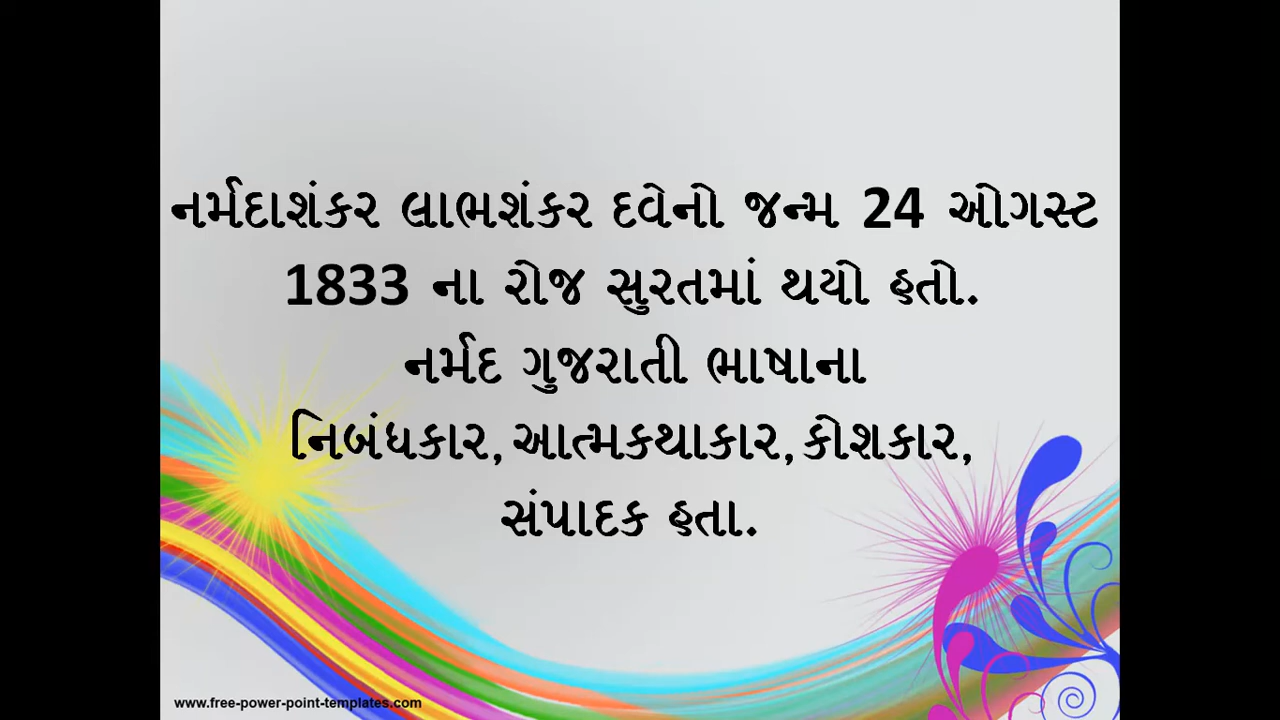 નર્મદાશંકર લાભશંકર દવેનો જન્મ 24 ઓગસ્ટ
1833 ના રોજ સુરતમાં થયો હતો.
નર્મદ ગુજરાતી ભાષાના
નિબંધકાર,આત્મકથાકાર,કોશકાર,
સંપાદક હતા.
www.free-power-point-templates.com